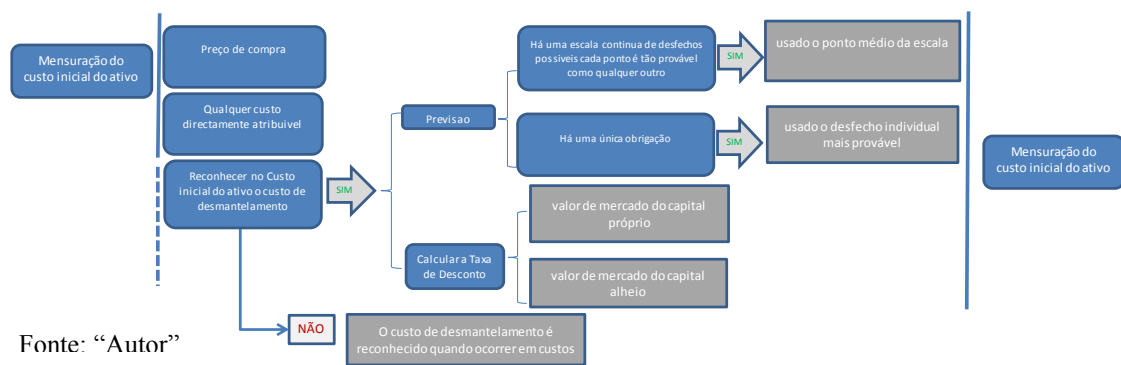 Mensuração do
custo inicial do ativo
Preço de compra
Qualquer custo
directamente atribuivel
Reconhecer no Custo
inicial do ativo o custo de
desmantelamento
SIM
Previsao
Há uma escala continua de desfechos
possiveis cada ponto é tão provável
como qualquer outro
SIM
usado o ponto médio da escala
Há uma única obrigação
SIM
usado o desfecho individual
mais provável
Calcular a Taxa
de Desconto
valor de mercado do capital
próprio
valor de mercado do capital
alheio
Mensuração do
custo inicial do ativo
NÃO
O custo de desmantelamento é
reconhecido quando ocorrer em custos
Fonte: “Autor”